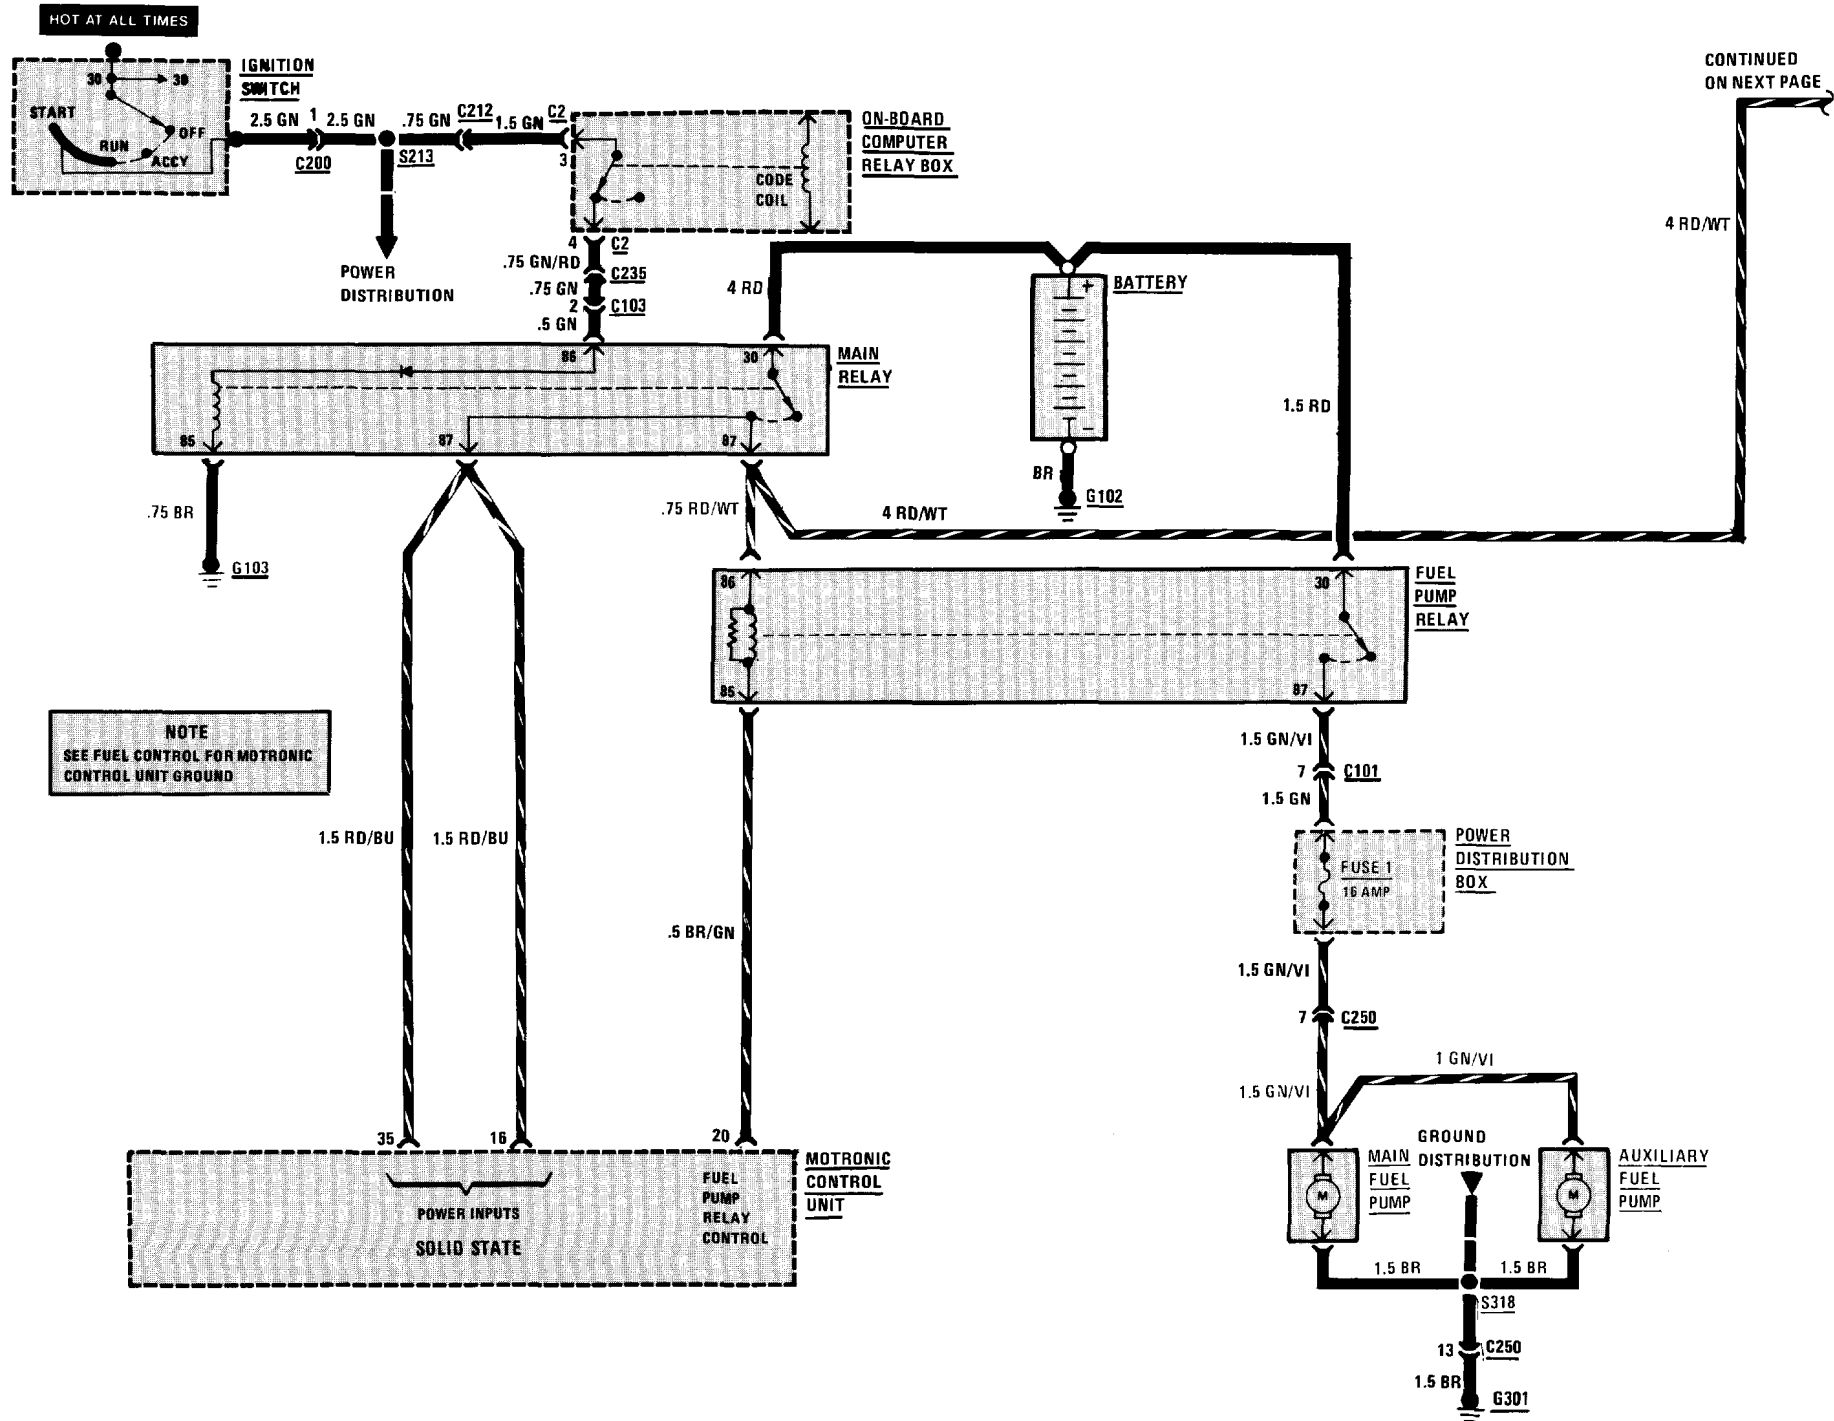 HOT AT ALL TIMES
CONTINUED
ON NEXT PAGE
IGNITION
SWITCH
30
30
START
OFF
RUN
ACCY
2.5 GN
1
2.5 GN
C200
S213
.75 GN
C212
1.5 GN
C2
3
ON-BOARD
COMPUTER
RELAY BOX
CODE
COIL
POWER
DISTRIBUTION
4
C2
.75 GN/RD
C235
.75 GN
2
C103
.5 GN
4 RD
BATTERY
+
−
4 RD/WT
1.5 RD
BR
G102
MAIN
RELAY
86
30
85
87
87
.75 BR
G103
.75 RD/WT
4 RD/WT
FUEL
PUMP
RELAY
86
30
85
87
NOTE
SEE FUEL CONTROL FOR MOTRONIC
CONTROL UNIT GROUND
1.5 RD/BU
1.5 RD/BU
.5 BR/GN
1.5 GN/VI
7
C101
1.5 GN
POWER
DISTRIBUTION
BOX
FUSE 1
16 AMP
1.5 GN/VI
7
C250
1.5 GN/VI
1 GN/VI
35
16
20
MOTRONIC
CONTROL
UNIT
POWER INPUTS
SOLID STATE
FUEL
PUMP
RELAY
CONTROL
MAIN
FUEL
PUMP
M
GROUND
DISTRIBUTION
AUXILIARY
FUEL
PUMP
M
1.5 BR
1.5 BR
S318
13
C250
1.5 BR
G301